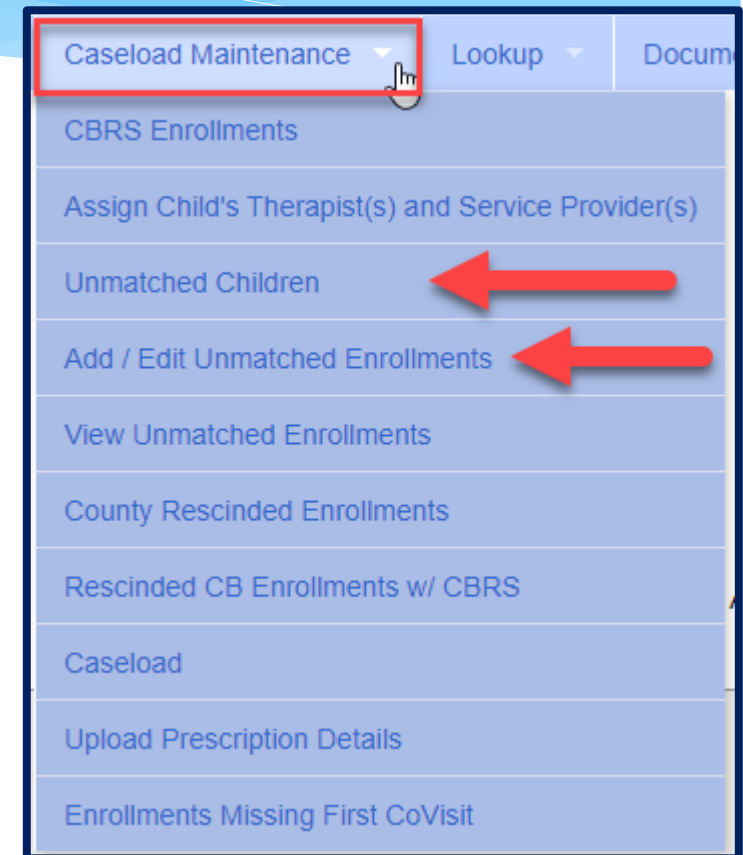 Caseload Maintenance Lookup Docum
CBRS Enrollments
Assign Child's Therapist(s) and Service Provider(s)
Unmatched Children
Add / Edit Unmatched Enrollments
View Unmatched Enrollments
County Rescinded Enrollments
Rescinded CB Enrollments w/ CBRS
Caseload
Upload Prescription Details
Enrollments Missing First CoVisit